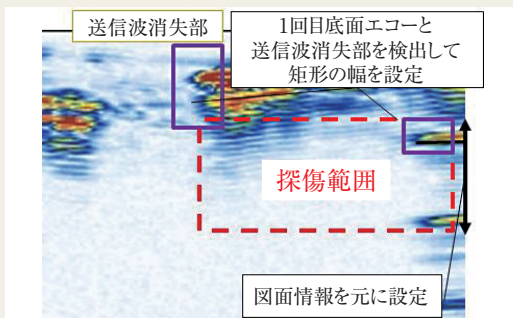 送信波消失部
1回目底面エコーと
送信波消失部を検出して
矩形の幅を設定
探傷範囲
図面情報を元に設定